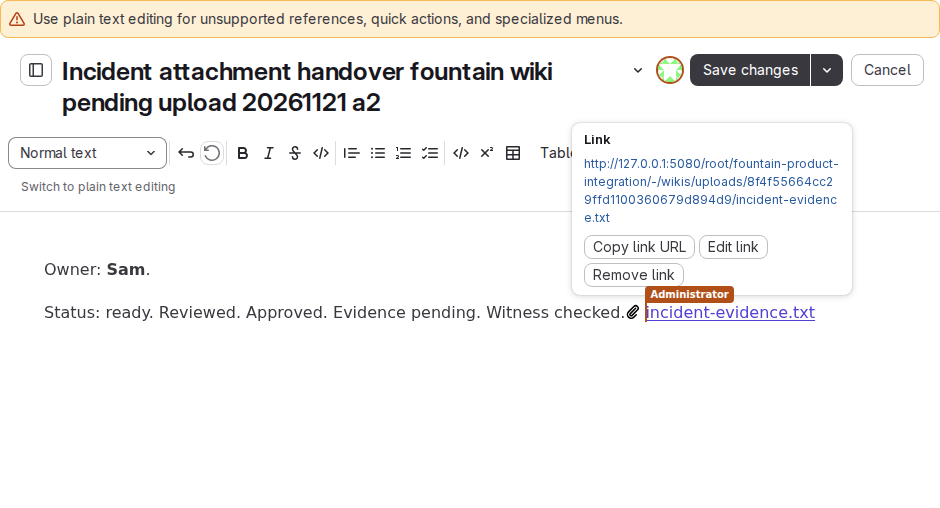 Use plain text editing for unsupported references, quick actions, and specialized menus.
Incident attachment handover fountain wiki
pending upload 20261121 a2
Save changes
Cancel
Normal text
Table
Switch to plain text editing
Link
http://127.0.0.1:5080/root/fountain-product-
integration/-/wikis/uploads/8f4f55664cc2
9ffd1100360679d894d9/incident-evidenc
e.txt
Copy link URL
Edit link
Remove link
Administrator
Owner: Sam.
Status: ready. Reviewed. Approved. Evidence pending. Witness checked. incident-evidence.txt